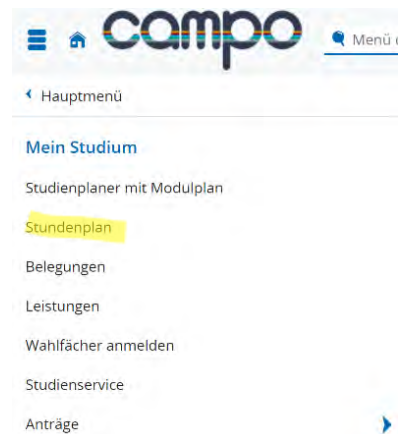 campo
Menü
Hauptmenü
Mein Studium
Studienplaner mit Modulplan
Stundenplan
Belegungen
Leistungen
Wahlfächer anmelden
Studienservice
Anträge